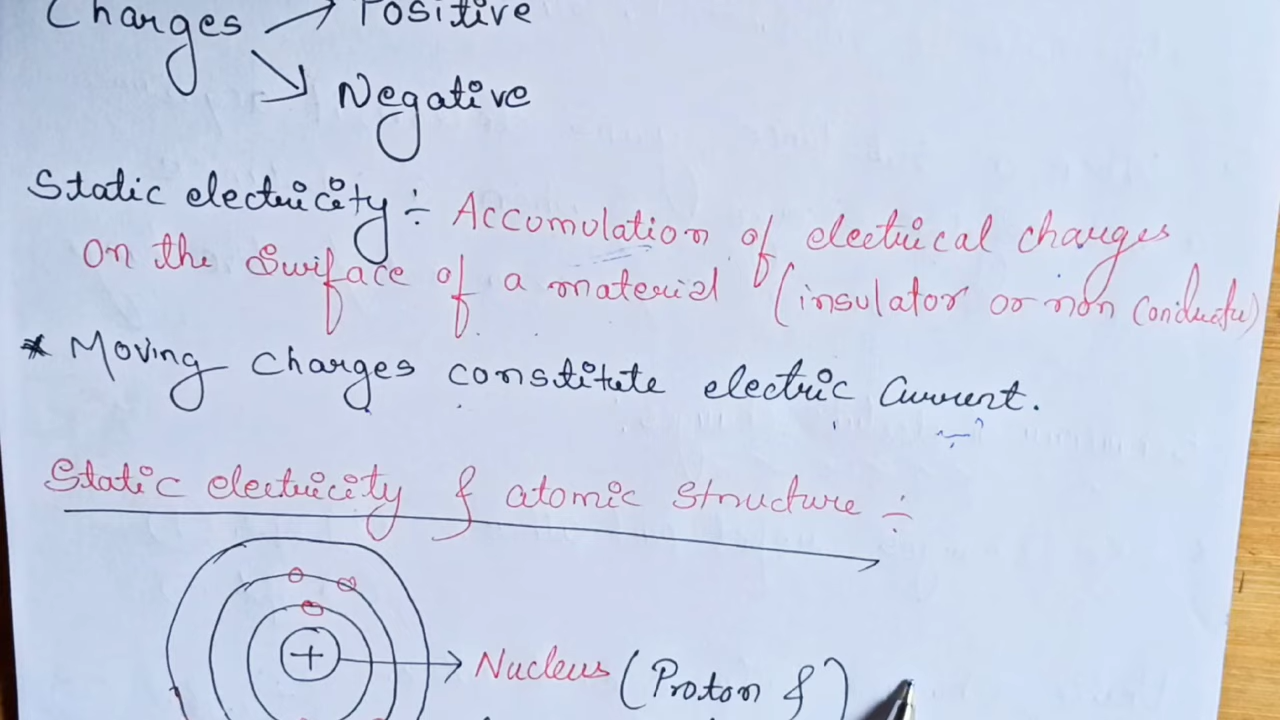 Charges → Positive
↘ Negative
Static electricity ÷ Accomulation of electrical charges
on the Surface of a material (insulator or non Conductor)
* Moving charges constitute electric Current.
Static electricity & atomic structure ÷
+ → Nucleus (Proton & )